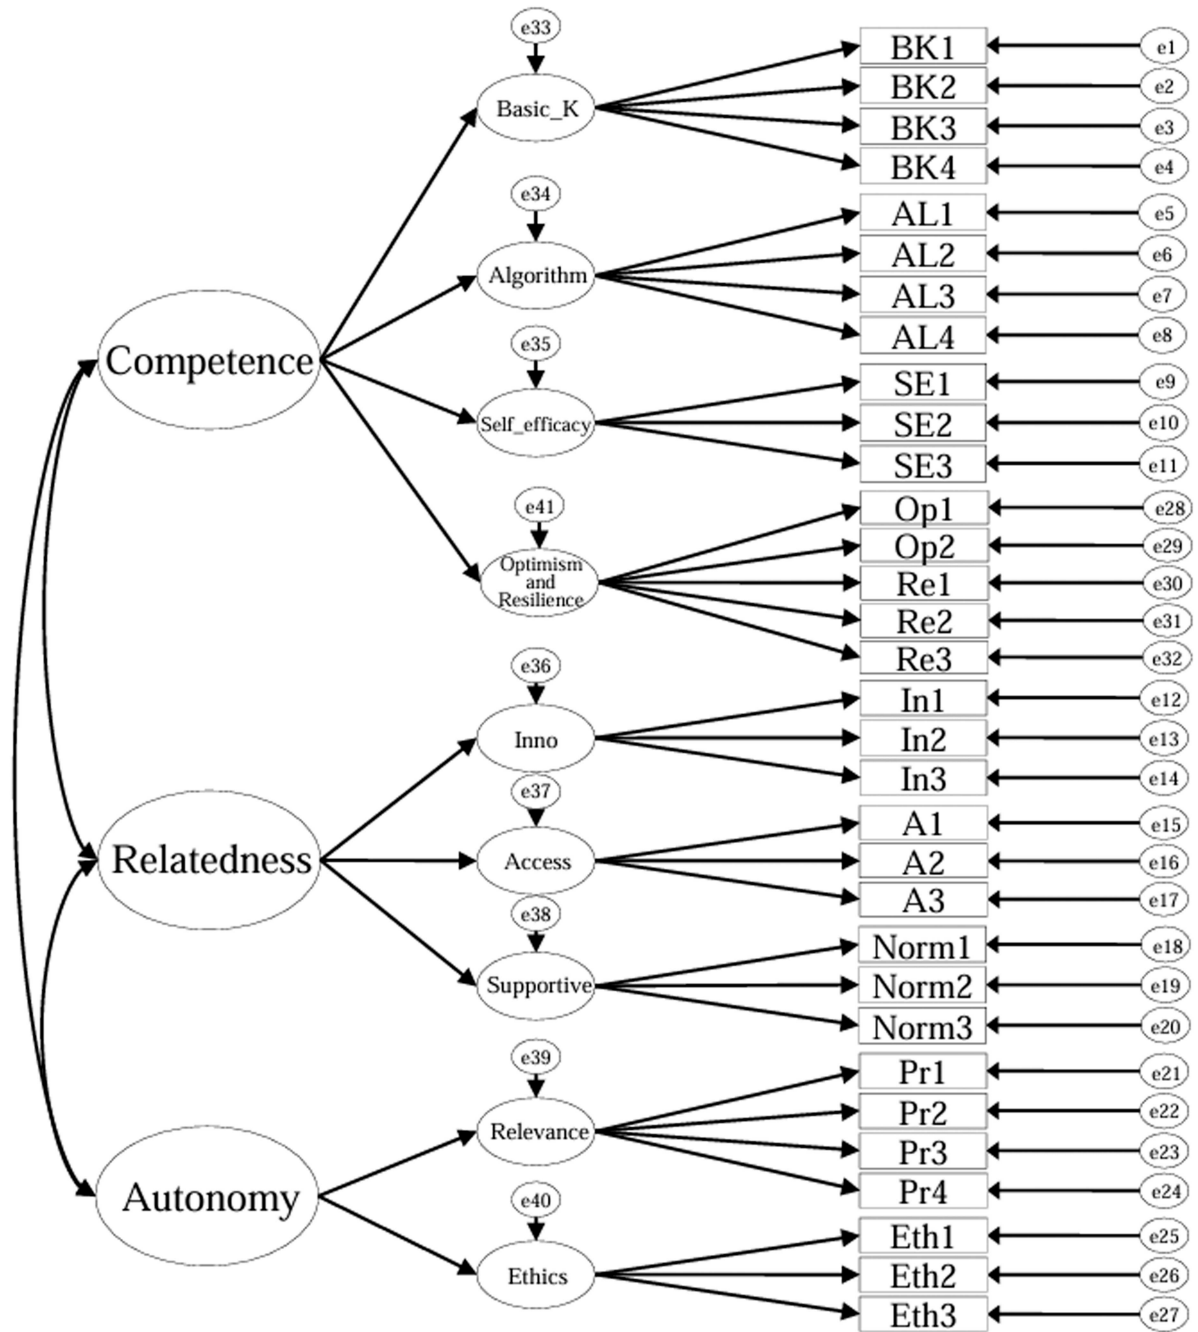 e33
Basic_K
BK1
e1
BK2
e2
BK3
e3
BK4
e4
e34
Algorithm
AL1
e5
AL2
e6
AL3
e7
AL4
e8
Competence
e35
Self_efficacy
SE1
e9
SE2
e10
SE3
e11
e41
Optimism
and
Resilience
Op1
e28
Op2
e29
Re1
e30
Re2
e31
Re3
e32
e36
Inno
In1
e12
In2
e13
In3
e14
Relatedness
e37
Access
A1
e15
A2
e16
A3
e17
e38
Supportive
Norm1
e18
Norm2
e19
Norm3
e20
Autonomy
e39
Relevance
Pr1
e21
Pr2
e22
Pr3
e23
Pr4
e24
e40
Ethics
Eth1
e25
Eth2
e26
Eth3
e27